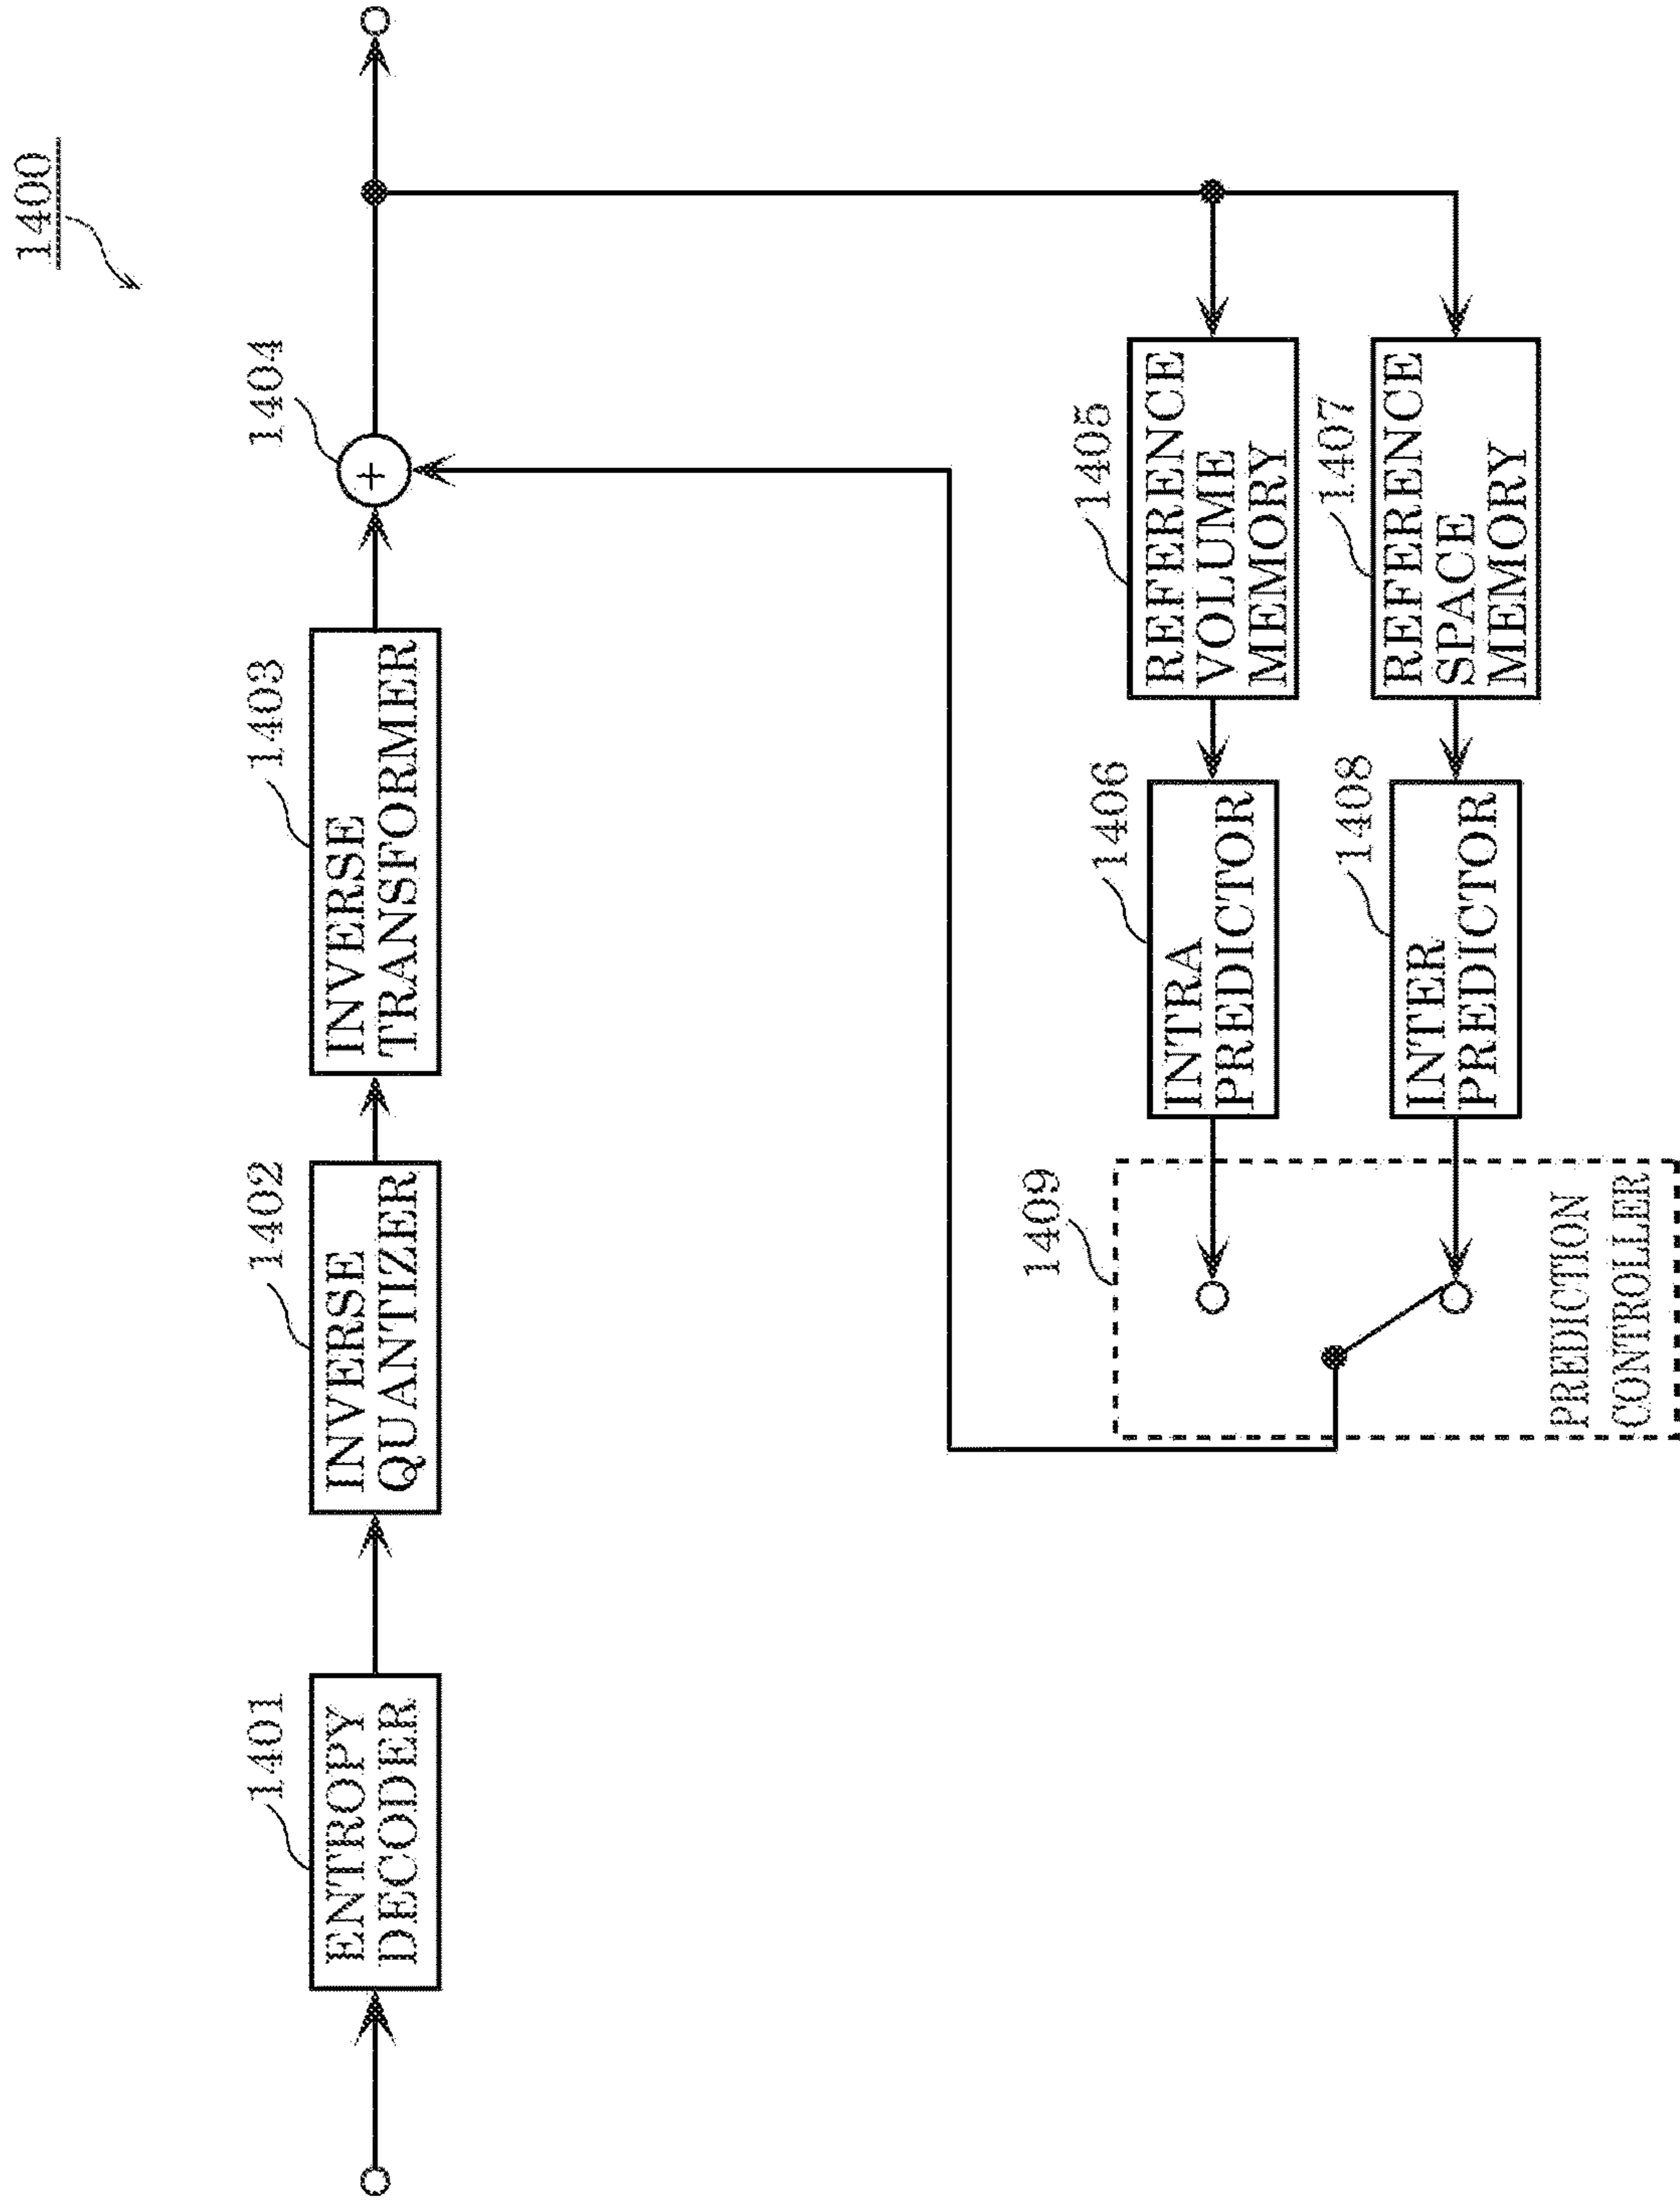 1400
1401
ENTROPY
DECODER
1402
INVERSE
QUANTIZER
1403
INVERSE
TRANSFORMER
1404
+
1409
PREDICTION
CONTROLLER
1406
INTRA
PREDICTOR
1405
REFERENCE
VOLUME
MEMORY
1408
INTER
PREDICTOR
1407
REFERENCE
SPACE
MEMORY